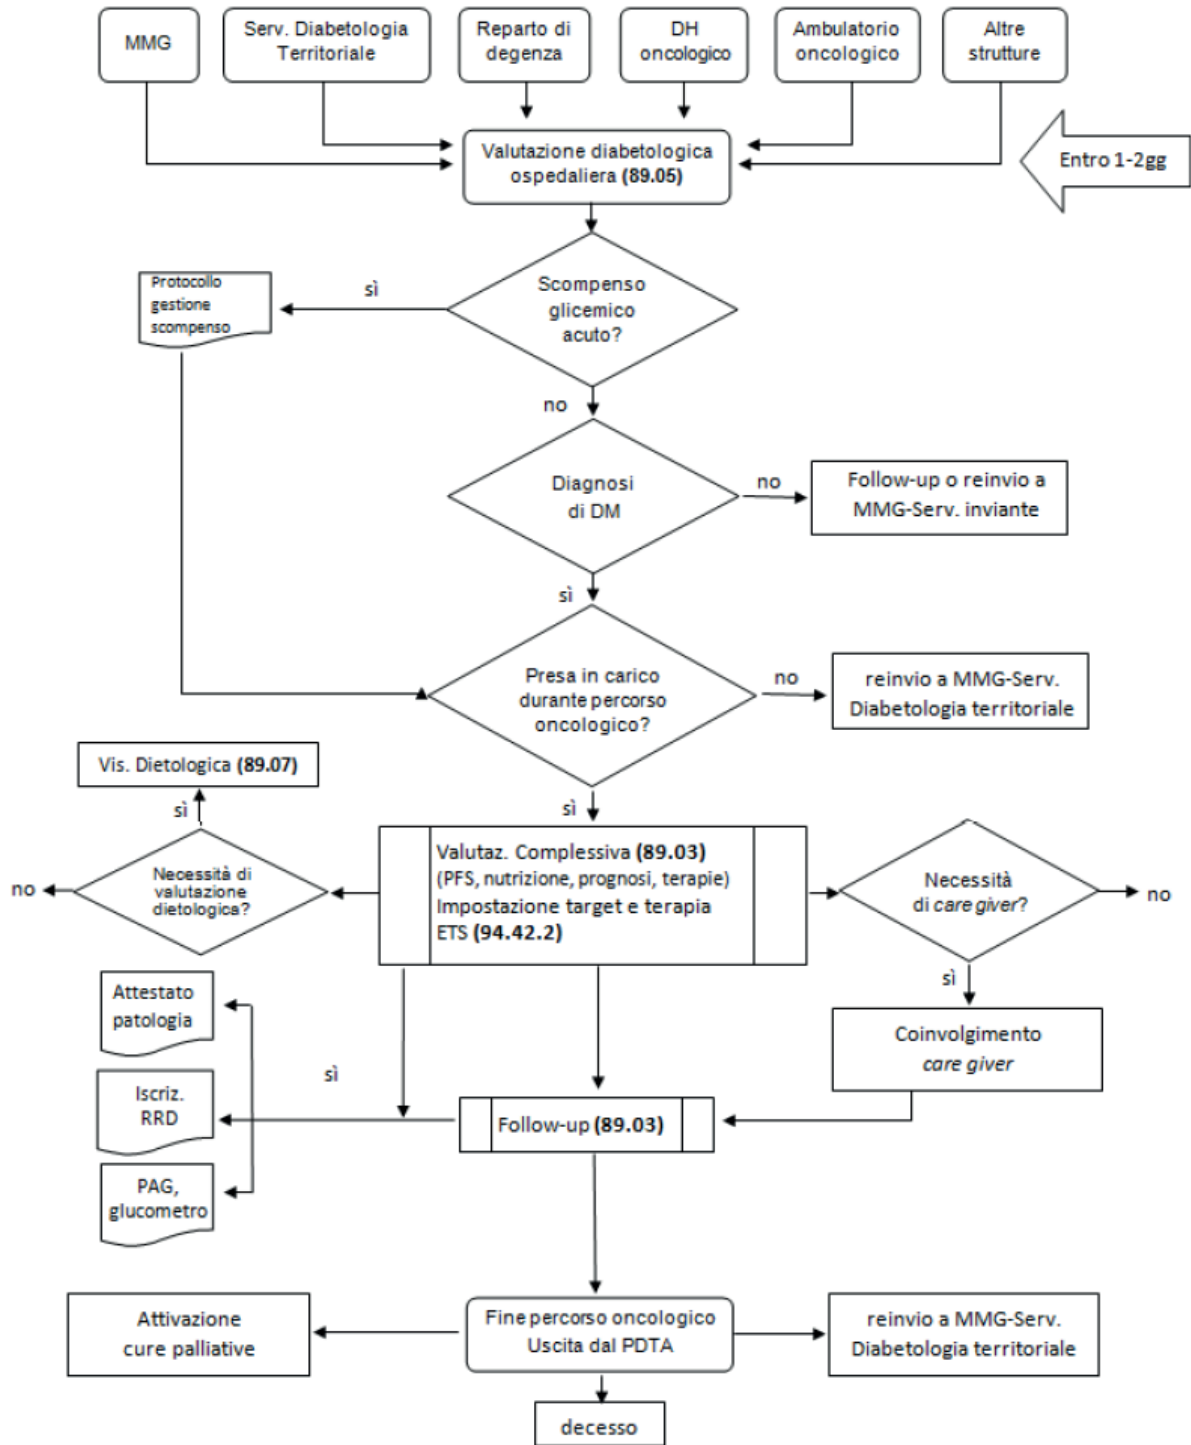 MMG
Serv. Diabetologia
Territoriale
Reparto di
degenza
DH
oncologico
Ambulatorio
oncologico
Altre
strutture
Valutazione diabetologica
ospedaliera (89.05)
Entro 1-2gg
Scompenso
glicemico
acuto?
sì
Protocollo
gestione
scompenso
no
Diagnosi
di DM
no
Follow-up o reinvio a
MMG-Serv. inviante
sì
Presa in carico
durante percorso
oncologico?
no
reinvio a MMG-Serv.
Diabetologia territoriale
Vis. Dietologica (89.07)
sì
sì
Necessità di
valutazione
dietologica?
no
Valutaz. Complessiva (89.03)
(PFS, nutrizione, prognosi, terapie)
Impostazione target e terapia
ETS (94.42.2)
Necessità
di care giver?
no
sì
Attestato
patologia
Coinvolgimento
care giver
sì
Iscriz.
RRD
Follow-up (89.03)
PAG,
glucometro
Attivazione
cure palliative
Fine percorso oncologico
Uscita dal PDTA
reinvio a MMG-Serv.
Diabetologia territoriale
decesso